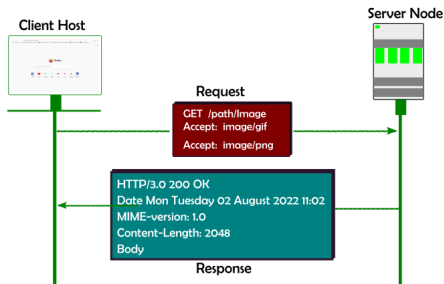 Client Host
Server Node
Request
GET /path/Image
Accept: image/gif
Accept: image/png
HTTP/3.0 200 OK
Date Mon Tuesday 02 August 2022 11:02
MIME-version: 1.0
Content-Length: 2048
Body
Response